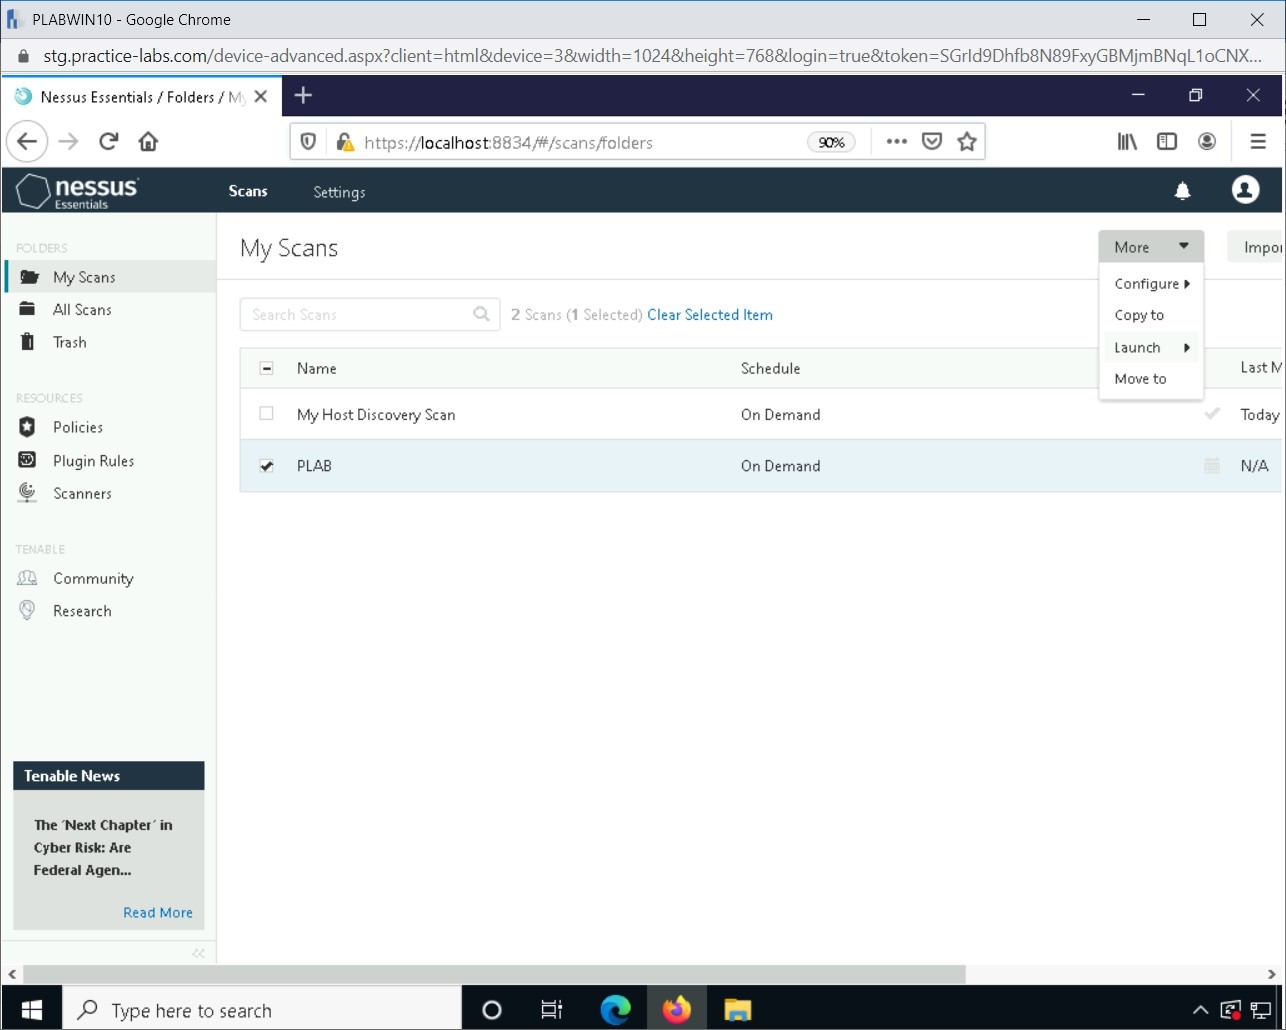 PLABWIN10 - Google Chrome
stg.practice-labs.com/device-advanced.aspx?client=html&device=3&width=1024&height=768&login=true&token=SGrId9Dhfb8N89FxyGBMjmBNqL1oCNX...
Nessus Essentials / Folders / My
https://localhost:8834/#/scans/folders
90%
nessus
Essentials
Scans
Settings
FOLDERS
My Scans
All Scans
Trash
RESOURCES
Policies
Plugin Rules
Scanners
TENABLE
Community
Research
Tenable News
The 'Next Chapter' in
Cyber Risk: Are
Federal Agen...
Read More
My Scans
More
Impor
Configure
Copy to
Launch
Move to
Search Scans
2 Scans (1 Selected) Clear Selected Item
Name Schedule Last M
My Host Discovery Scan On Demand Today
PLAB On Demand N/A
Type here to search